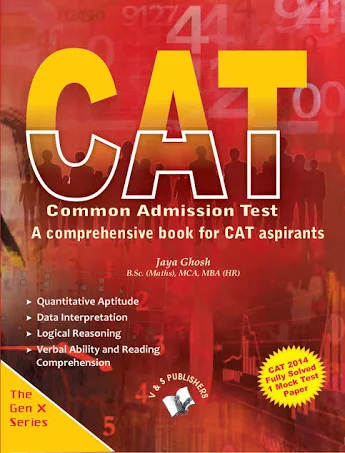 CAT
Common Admission Test
A comprehensive book for CAT aspirants
Jaya Ghosh
B.Sc. (Maths), MCA, MBA (HR)
➤ Quantitative Aptitude
➤ Data Interpretation
➤ Logical Reasoning
➤ Verbal Ability and Reading
Comprehension
CAT 2014
Fully Solved
1 Mock Test
Paper
V & S PUBLISHERS
The
Gen X
Series